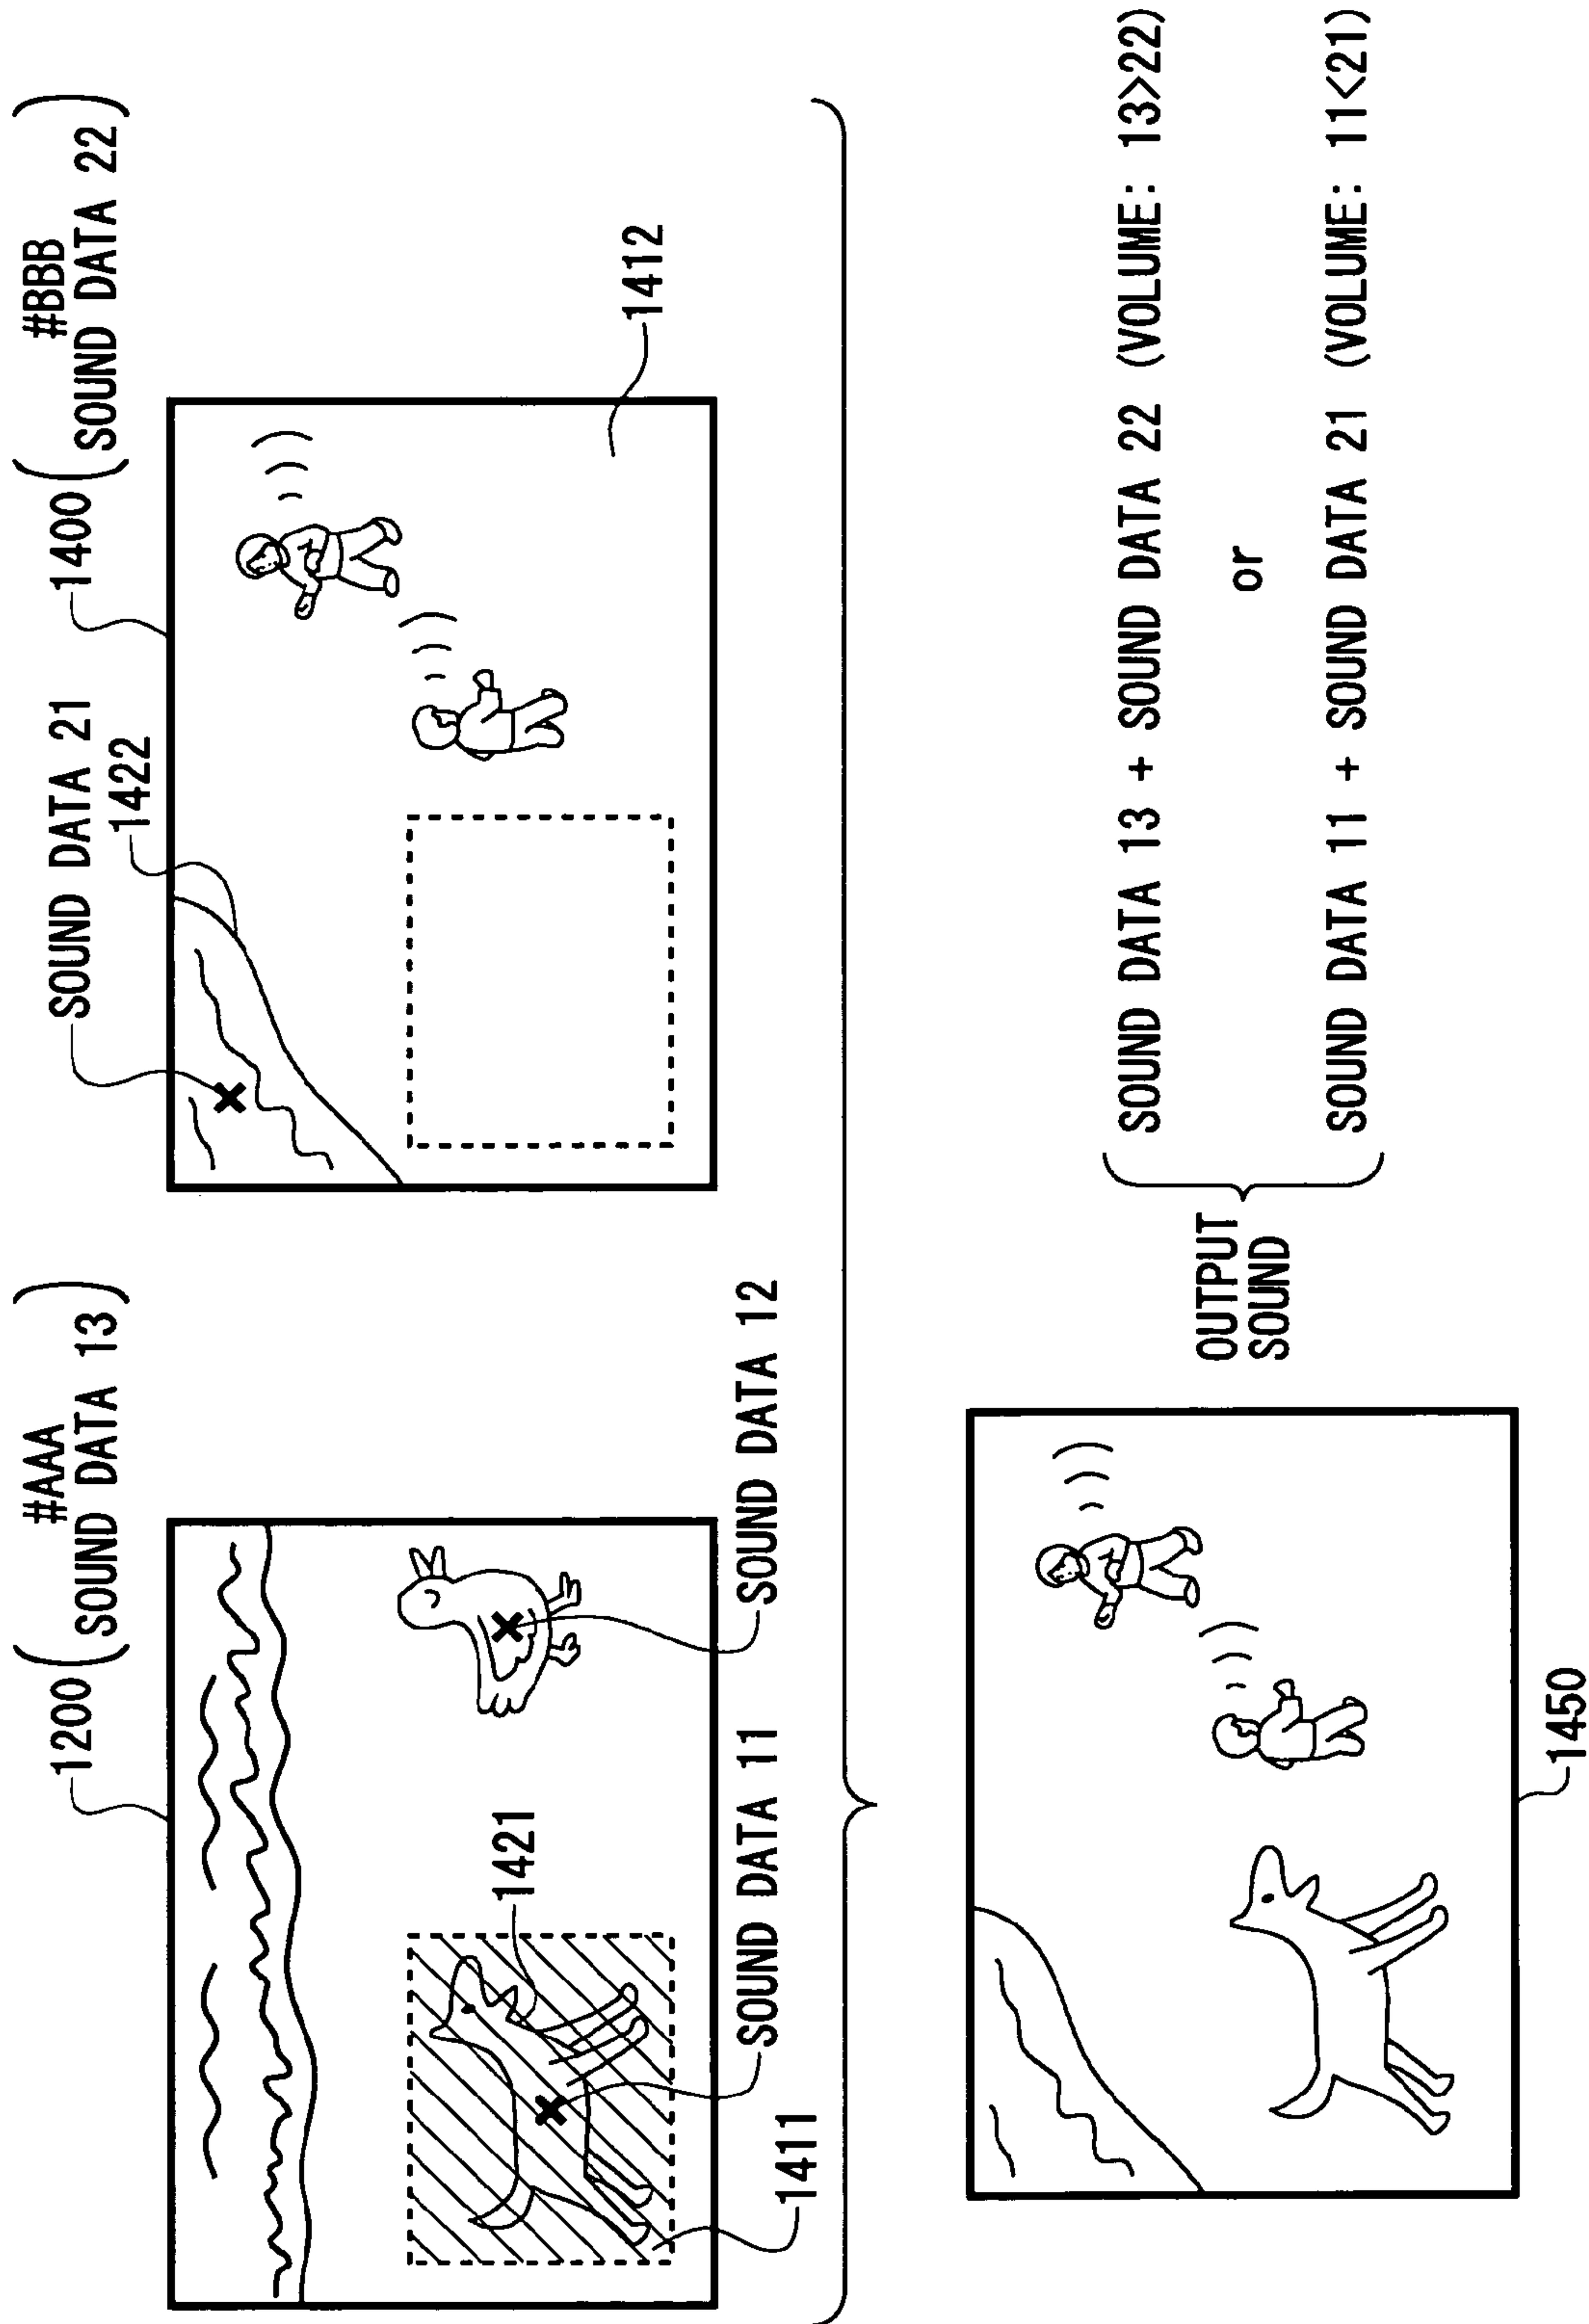 #AAA
1200 (SOUND DATA 13)
#BBB
1400 (SOUND DATA 22)
SOUND DATA 21
1422
1421
1412
SOUND DATA 12
SOUND DATA 11
1411
OUTPUT
SOUND
SOUND DATA 13 + SOUND DATA 22 (VOLUME: 13>22)
or
SOUND DATA 11 + SOUND DATA 21 (VOLUME: 11<21)
1450